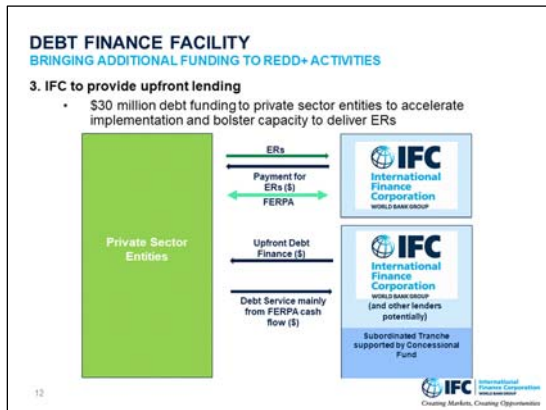 DEBT FINANCE FACILITY
BRINGING ADDITIONAL FUNDING TO REDD+ ACTIVITIES
3. IFC to provide upfront lending
• $30 million debt funding to private sector entities to accelerate
implementation and bolster capacity to deliver ERs
Private Sector
Entities
ERs
Payment for
ERs ($)
FERPA
IFC
International
Finance
Corporation
WORLD BANK GROUP
Upfront Debt
Finance ($)
Debt Service mainly
from FERPA cash
flow ($)
IFC
International
Finance
Corporation
WORLD BANK GROUP
(and other lenders
potentially)
Subordinated Tranche
supported by Concessional
Fund
12
IFC
International
Finance Corporation
WORLD BANK GROUP
Creating Markets, Creating Opportunities